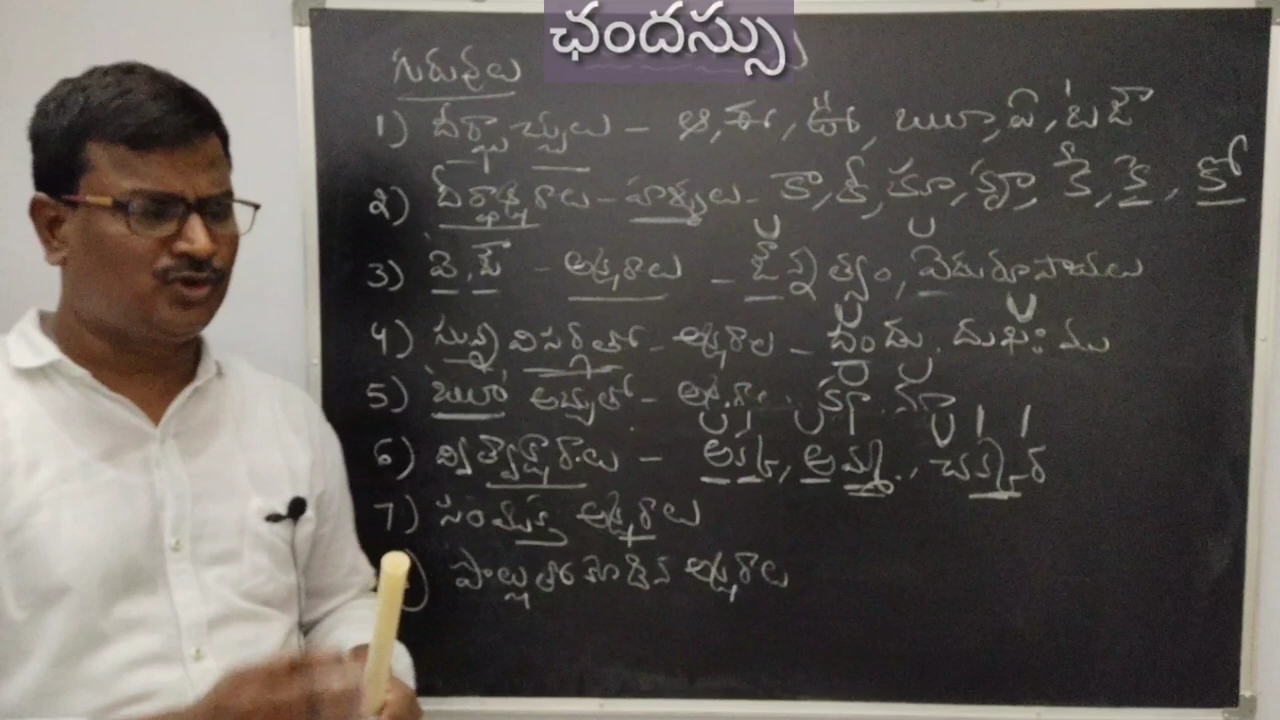 ఛందస్సు
గురువులు
1) దీర్ఘాచ్చులు - ఆ, ఈ, ఊ, ౠ, ఏ, ఓ ఔ
2) దీర్ఘాక్షరాలు - హల్లులు - కా, కీ, కూ, కౄ, కే, కై, కో
3) ఐ, ఔ - అక్షరాలు - ఔన్నత్యం,
4) సున్న విసర్గలతో - అక్షరాల - దండు, దుఖఃము
5) ౠ అచ్చులో - అక్షరాల
6) ద్విత్వాక్షరాలు - అక్క, అమ్మ, చక్కెర
7) సంయుక్త అక్షరాలు
) పొల్లుతో కూడిన అక్షరాలు